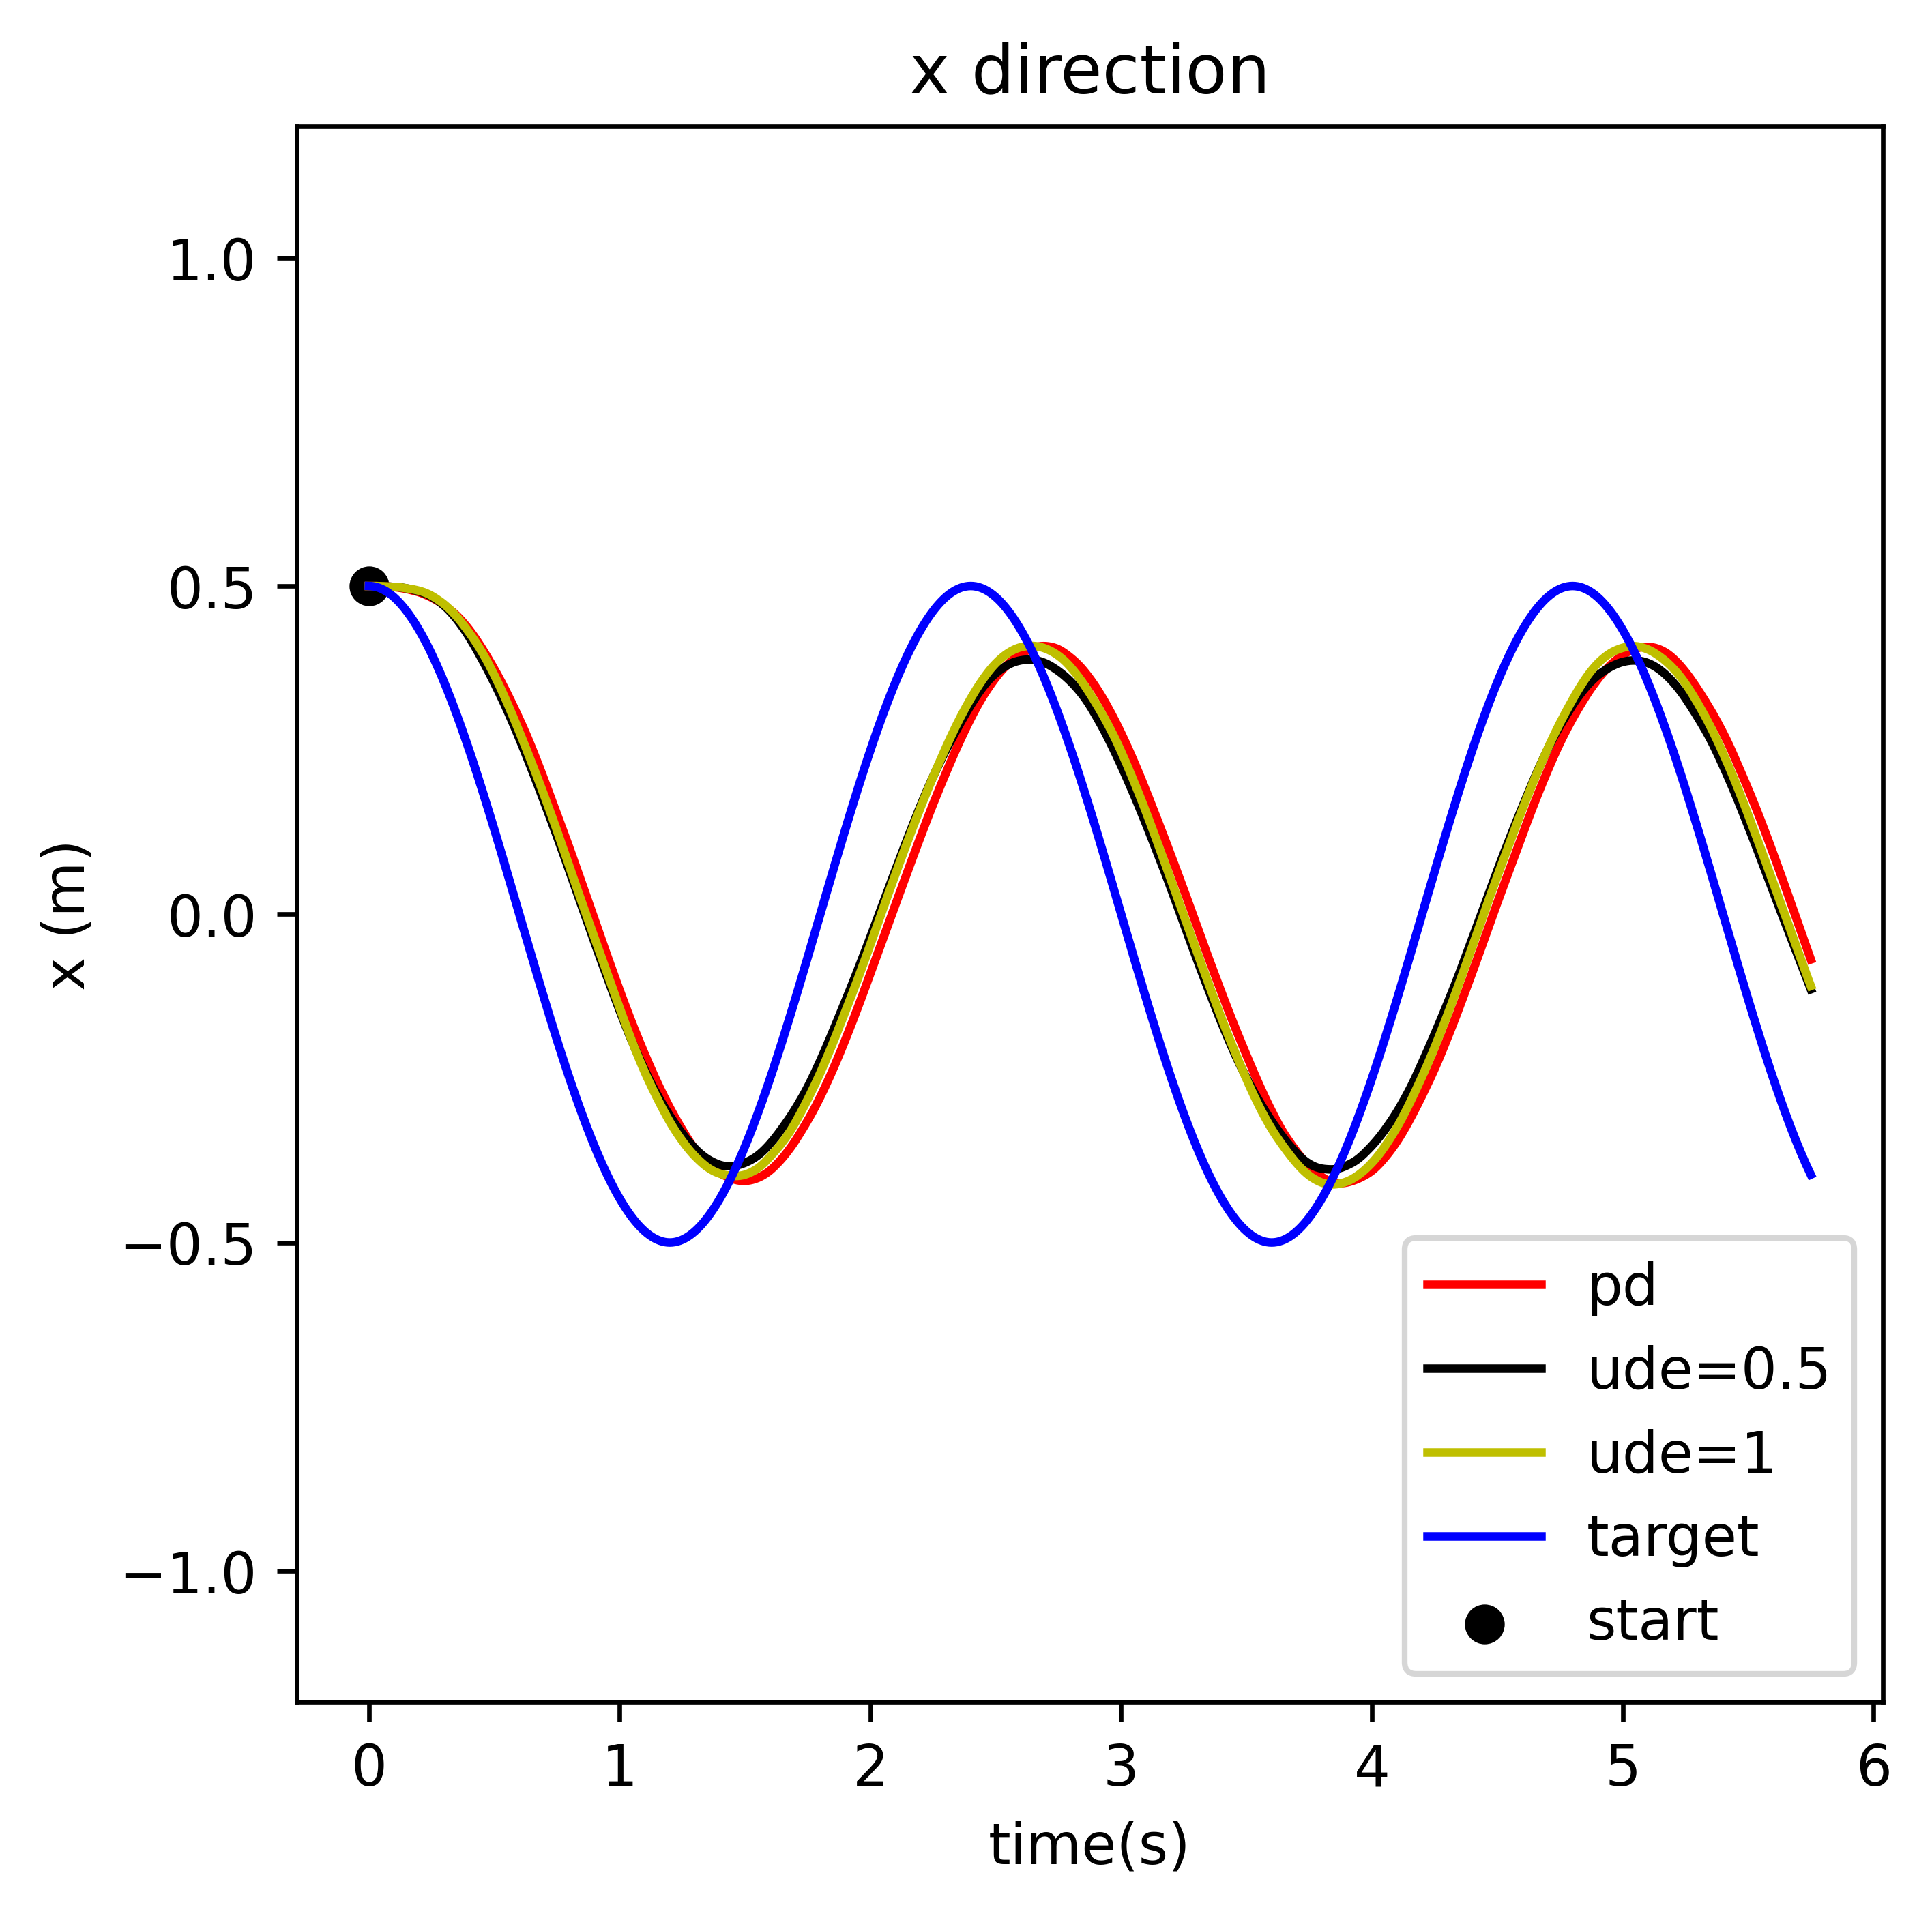 x direction
1.0
0.5
0.0
−0.5
−1.0
x (m)
0 1 2 3 4 5 6
time(s)
pd
ude=0.5
ude=1
target
start